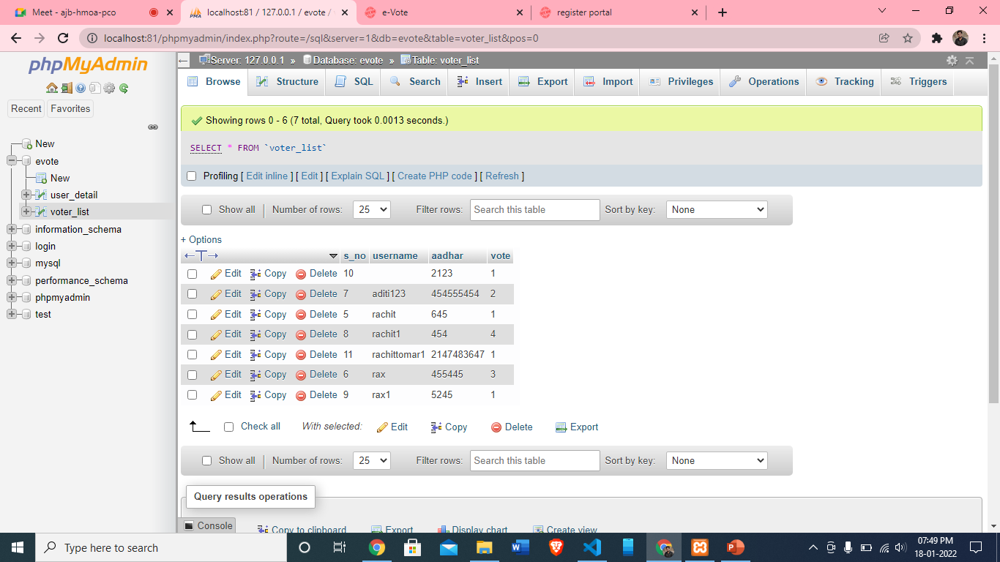 Meet - ajb-hmoa-pco
localhost:81 / 127.0.0.1 / evote /
e-Vote
register portal
localhost:81/phpmyadmin/index.php?route=/sql&server=1&db=evote&table=voter_list&pos=0
phpMyAdmin
Recent Favorites
New
evote
New
user_detail
voter_list
information_schema
login
mysql
performance_schema
phpmyadmin
test
Server: 127.0.0.1 » Database: evote » Table: voter_list
Browse Structure SQL Search Insert Export Import Privileges Operations Tracking Triggers
Showing rows 0 - 6 (7 total, Query took 0.0013 seconds.)
SELECT * FROM `voter_list`
Profiling [ Edit inline ] [ Edit ] [ Explain SQL ] [ Create PHP code ] [ Refresh ]
Show all Number of rows: 25 Filter rows: Search this table Sort by key: None
+ Options
s_no username aadhar vote
Edit Copy Delete 10 2123 1
Edit Copy Delete 7 aditi123 454555454 2
Edit Copy Delete 5 rachit 645 1
Edit Copy Delete 8 rachit1 454 4
Edit Copy Delete 11 rachittomar1 2147483647 1
Edit Copy Delete 6 rax 455445 3
Edit Copy Delete 9 rax1 5245 1
Check all With selected: Edit Copy Delete Export
Show all Number of rows: 25 Filter rows: Search this table Sort by key: None
Query results operations
Console Copy to clipboard Export Display chart Create view
Type here to search
07:49 PM
18-01-2022